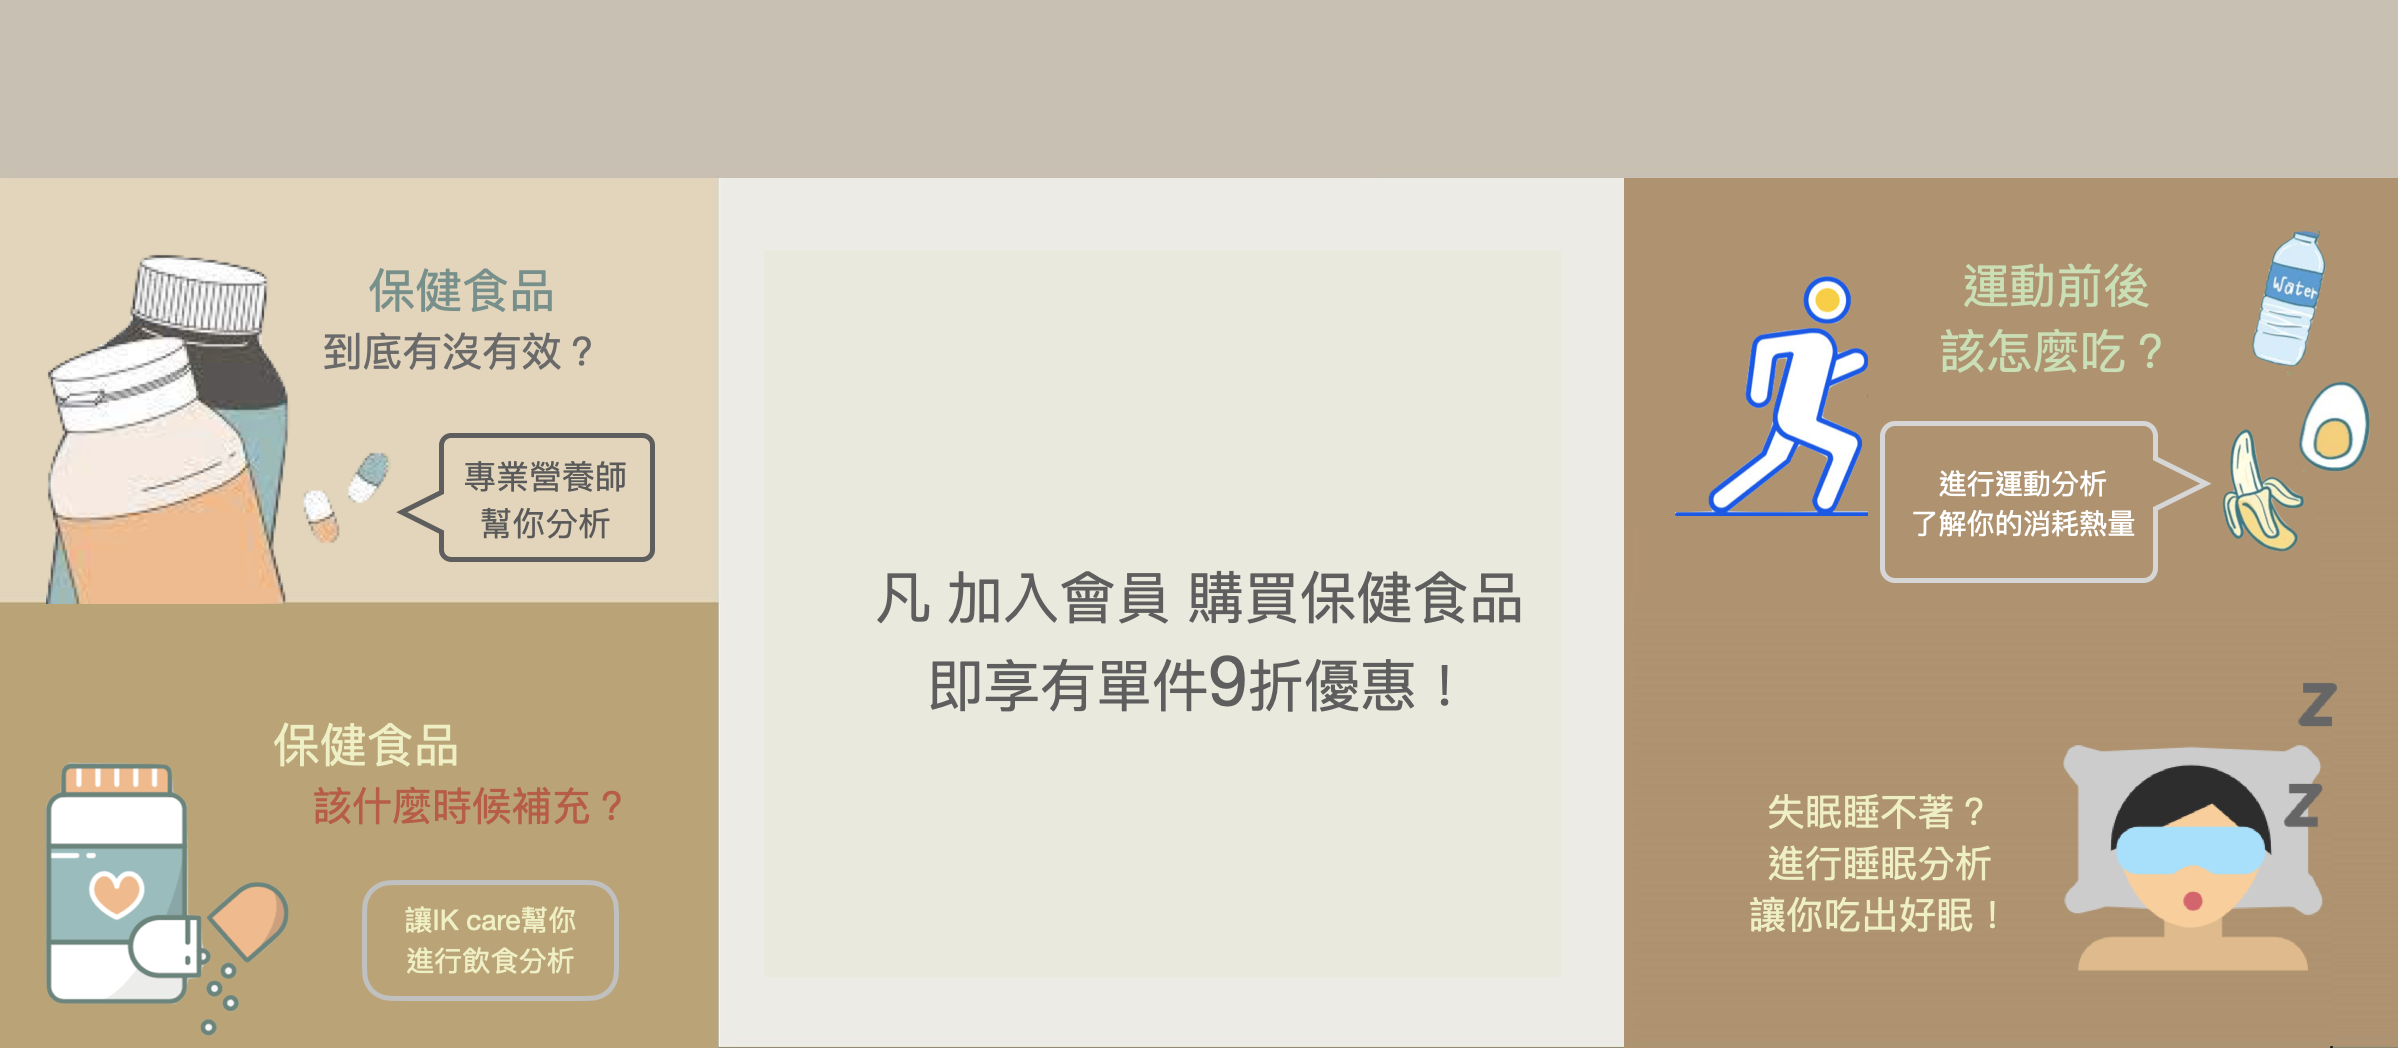 保健食品
到底有沒有效？
專業營養師
幫你分析
保健食品
該什麼時候補充？
讓IK care幫你
進行飲食分析
凡 加入會員 購買保健食品
即享有單件9折優惠！
運動前後
該怎麼吃？
Water
進行運動分析
了解你的消耗熱量
Z
Z
失眠睡不著？
進行睡眠分析
讓你吃出好眠！